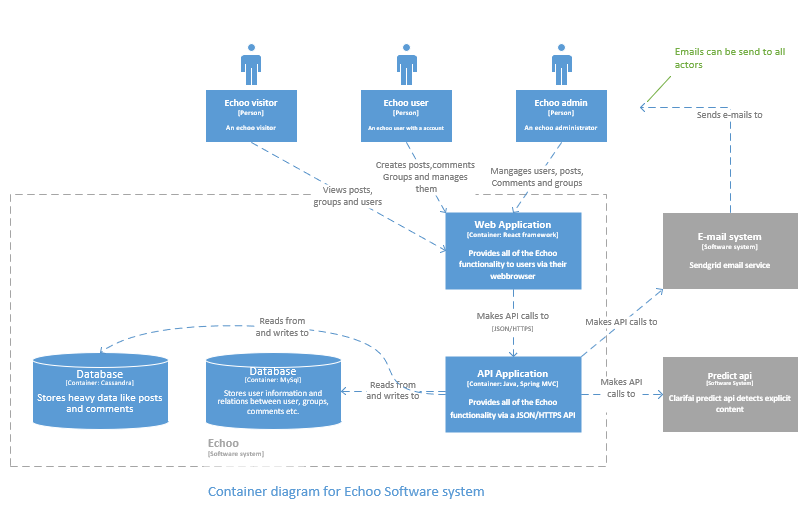 Emails can be send to all
actors
Echoo visitor
[Person]
An echoo visitor
Echoo user
[Person]
An echoo user with a account
Echoo admin
[Person]
An echoo administrator
Sends e-mails to
Views posts,
groups and users
Creates posts,comments
Groups and manages
them
Mangages users, posts,
Comments and groups
Web Application
[Container: React framework]
Provides all of the Echoo
functionality to users via their
webbrowser
E-mail system
[Software system]
Sendgrid email service
Makes API calls to
[JSON/HTTPS]
Makes API calls to
Reads from
and writes to
Database
[Container: Cassandra]
Stores heavy data like posts
and comments
Database
[Container: MySql]
Stores user information and
relations between user, groups,
comments etc.
Reads from
and writes to
API Application
[Container: Java, Spring MVC]
Provides all of the Echoo
functionality via a JSON/HTTPS API
Makes API
calls to
Predict api
[Software System]
Clarifai predict api detects explicit
content
Echoo
[Software system]
Container diagram for Echoo Software system